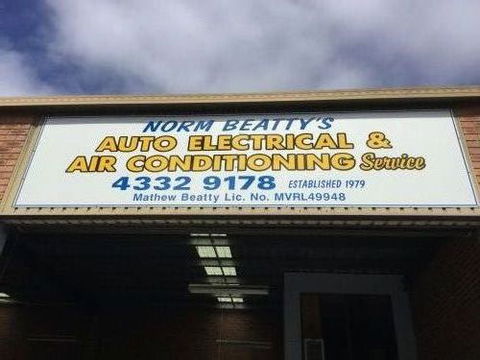 NORM BEATTY'S
AUTO ELECTRICAL &
AIR CONDITIONING Service
4332 9178 ESTABLISHED 1979
Mathew Beatty Lic. No. MVRL49948